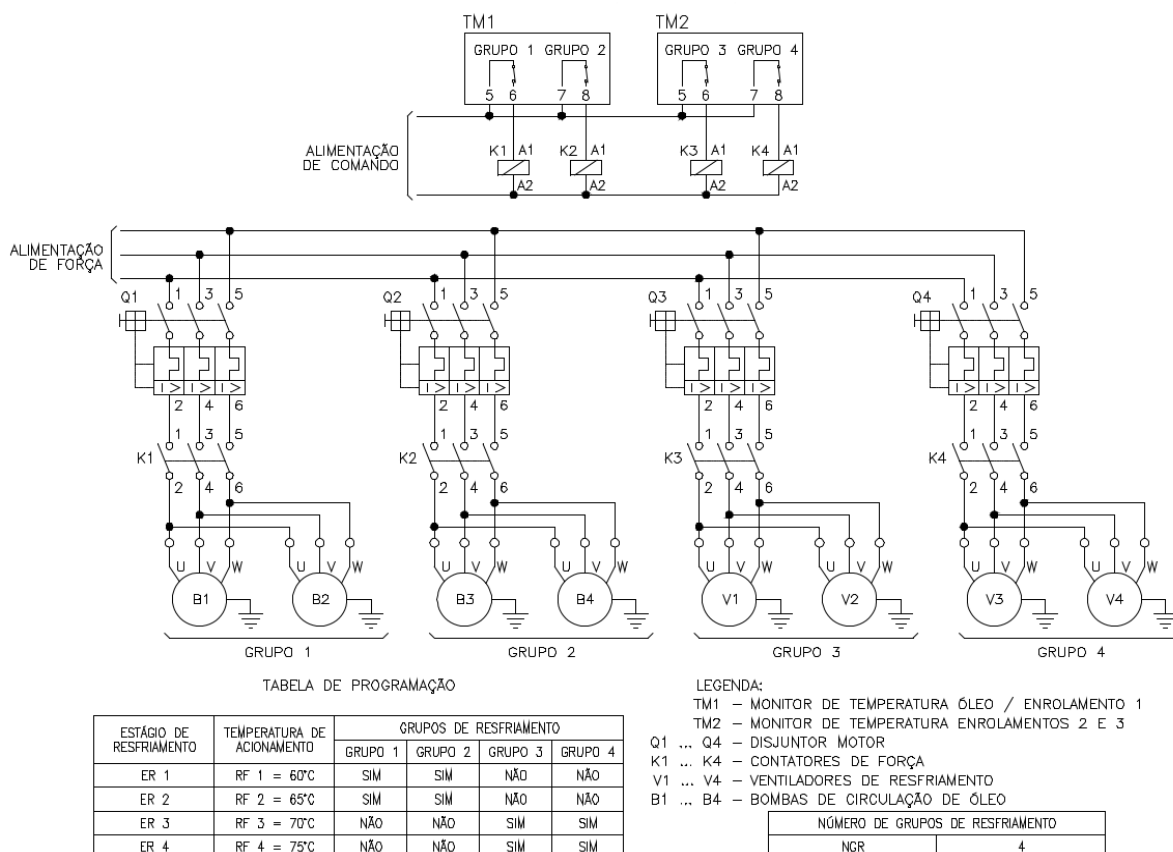 TM1 TM2
GRUPO 1 GRUPO 2 GRUPO 3 GRUPO 4
5 6 7 8 5 6 7 8
ALIMENTAÇÃO
DE COMANDO
K1 A1 K2 A1 K3 A1 K4 A1
A2 A2 A2 A2
ALIMENTAÇÃO
DE FORÇA
Q1 1 3 5 Q2 1 3 5 Q3 1 3 5 Q4 1 3 5
I> I> I> I> I> I> I> I> I> I> I> I>
2 4 6 2 4 6 2 4 6 2 4 6
K1 1 3 5 K2 1 3 5 K3 1 3 5 K4 1 3 5
2 4 6 2 4 6 2 4 6 2 4 6
U V W U V W U V W U V W U V W U V W U V W U V W
B1 B2 B3 B4 V1 V2 V3 V4
GRUPO 1 GRUPO 2 GRUPO 3 GRUPO 4
TABELA DE PROGRAMAÇÃO
ESTÁGIO DE RESFRIAMENTO TEMPERATURA DE ACIONAMENTO GRUPOS DE RESFRIAMENTO
GRUPO 1 GRUPO 2 GRUPO 3 GRUPO 4
ER 1 RF 1 = 60°C SIM SIM NÃO NÃO
ER 2 RF 2 = 65°C SIM SIM NÃO NÃO
ER 3 RF 3 = 70°C NÃO NÃO SIM SIM
ER 4 RF 4 = 75°C NÃO NÃO SIM SIM
LEGENDA:
TM1 – MONITOR DE TEMPERATURA ÓLEO / ENROLAMENTO 1
TM2 – MONITOR DE TEMPERATURA ENROLAMENTOS 2 E 3
Q1 ... Q4 – DISJUNTOR MOTOR
K1 ... K4 – CONTATORES DE FORÇA
V1 ... V4 – VENTILADORES DE RESFRIAMENTO
B1 ... B4 – BOMBAS DE CIRCULAÇÃO DE ÓLEO
NÚMERO DE GRUPOS DE RESFRIAMENTO
NGR 4